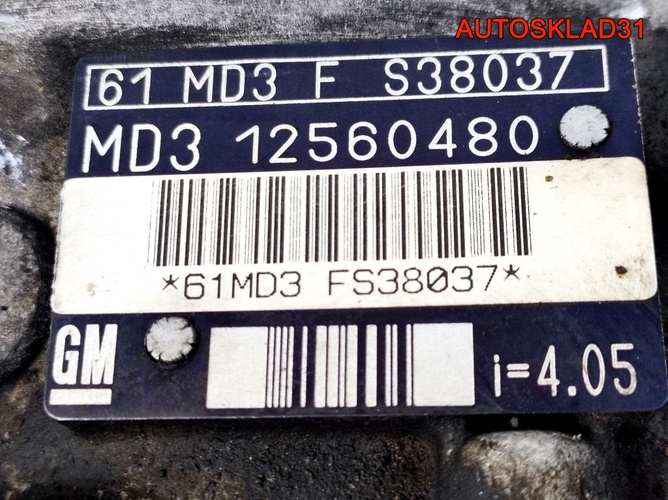 AUTOSKLAD31
61 MD3 F S38037
MD3 12560480
*61MD3 FS38037*
GM
i=4.05